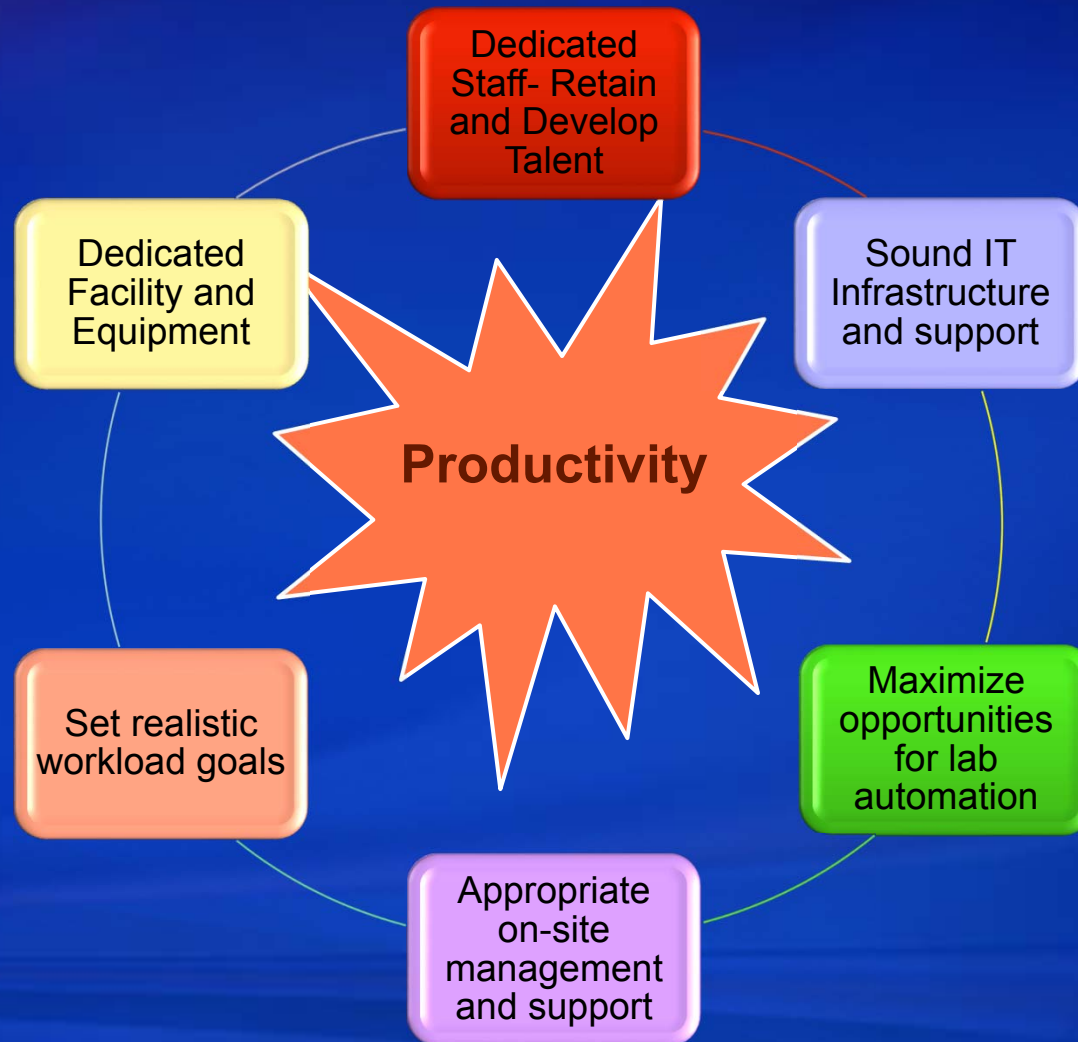 Dedicated
Staff- Retain
and Develop
Talent
Sound IT
Infrastructure
and support
Maximize
opportunities
for lab
automation
Appropriate
on-site
management
and support
Set realistic
workload goals
Dedicated
Facility and
Equipment
Productivity